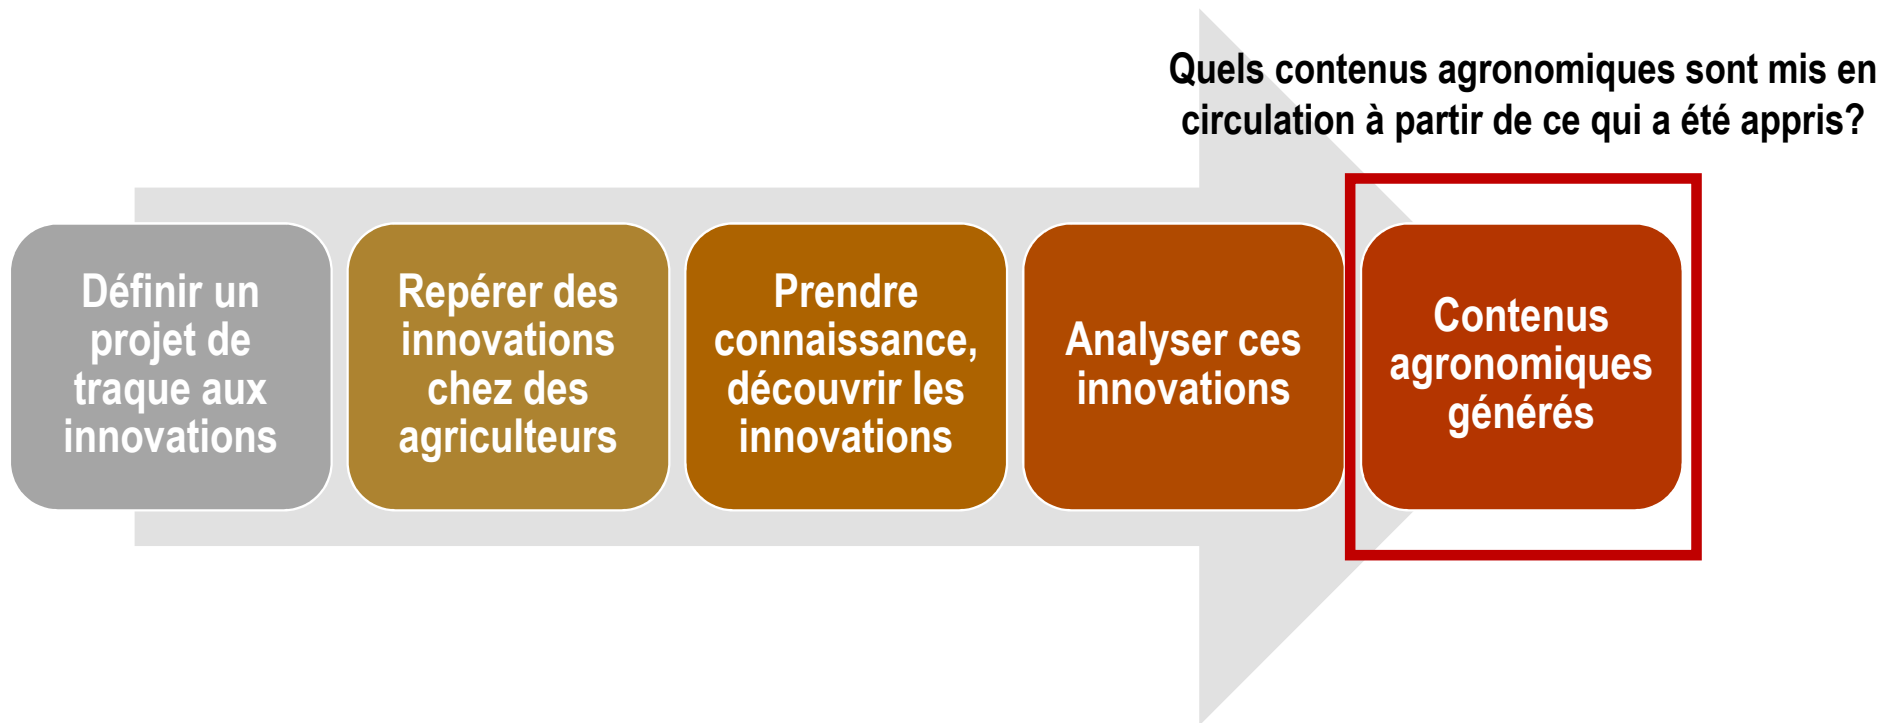 Quels contenus agronomiques sont mis en
circulation à partir de ce qui a été appris?
Définir un
projet de
traque aux
innovations
Repérer des
innovations
chez des
agriculteurs
Prendre
connaissance,
découvrir les
innovations
Analyser ces
innovations
Contenus
agronomiques
générés